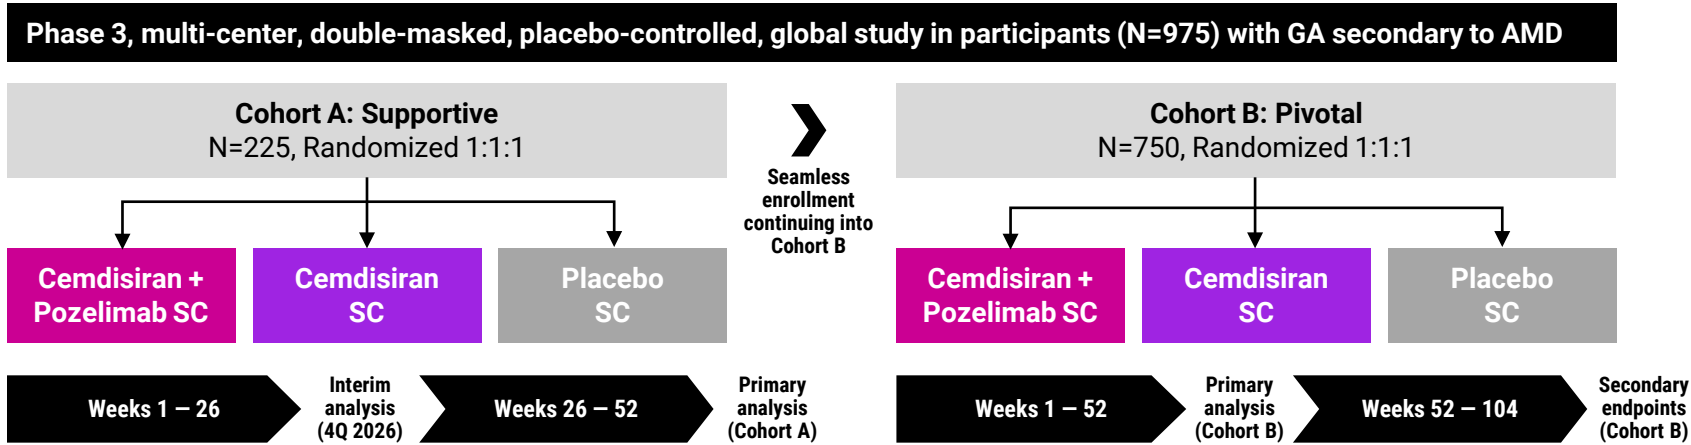 Phase 3, multi-center, double-masked, placebo-controlled, global study in participants (N=975) with GA secondary to AMD
Cohort A: Supportive
N=225, Randomized 1:1:1
Cemdisiran +
Pozelimab SC
Cemdisiran
SC
Placebo
SC
Weeks 1 – 26
Interim
analysis
(4Q 2026)
Weeks 26 – 52
Primary
analysis
(Cohort A)
Seamless
enrollment
continuing into
Cohort B
Cohort B: Pivotal
N=750, Randomized 1:1:1
Cemdisiran +
Pozelimab SC
Cemdisiran
SC
Placebo
SC
Weeks 1 – 52
Primary
analysis
(Cohort B)
Weeks 52 – 104
Secondary
endpoints
(Cohort B)